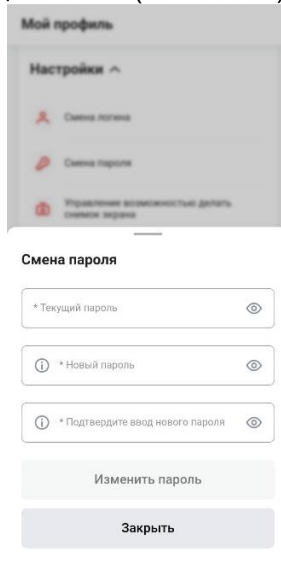 Мой профиль
Настройки
Смена логина
Смена пароля
Управление возможностью делать
снимок экрана
Смена пароля
* Текущий пароль
* Новый пароль
* Подтвердите ввод нового пароля
Изменить пароль
Закрыть